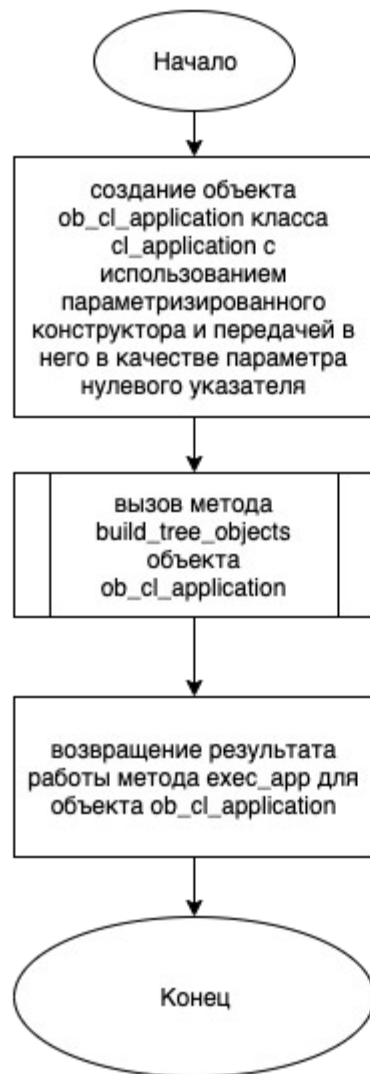 Начало
создание объекта
ob_cl_application класса
cl_application с
использованием
параметризированного
конструктора и передачей в
него в качестве параметра
нулевого указателя
вызов метода
build_tree_objects
объекта
ob_cl_application
возвращение результата
работы метода exec_app для
объекта ob_cl_application
Конец